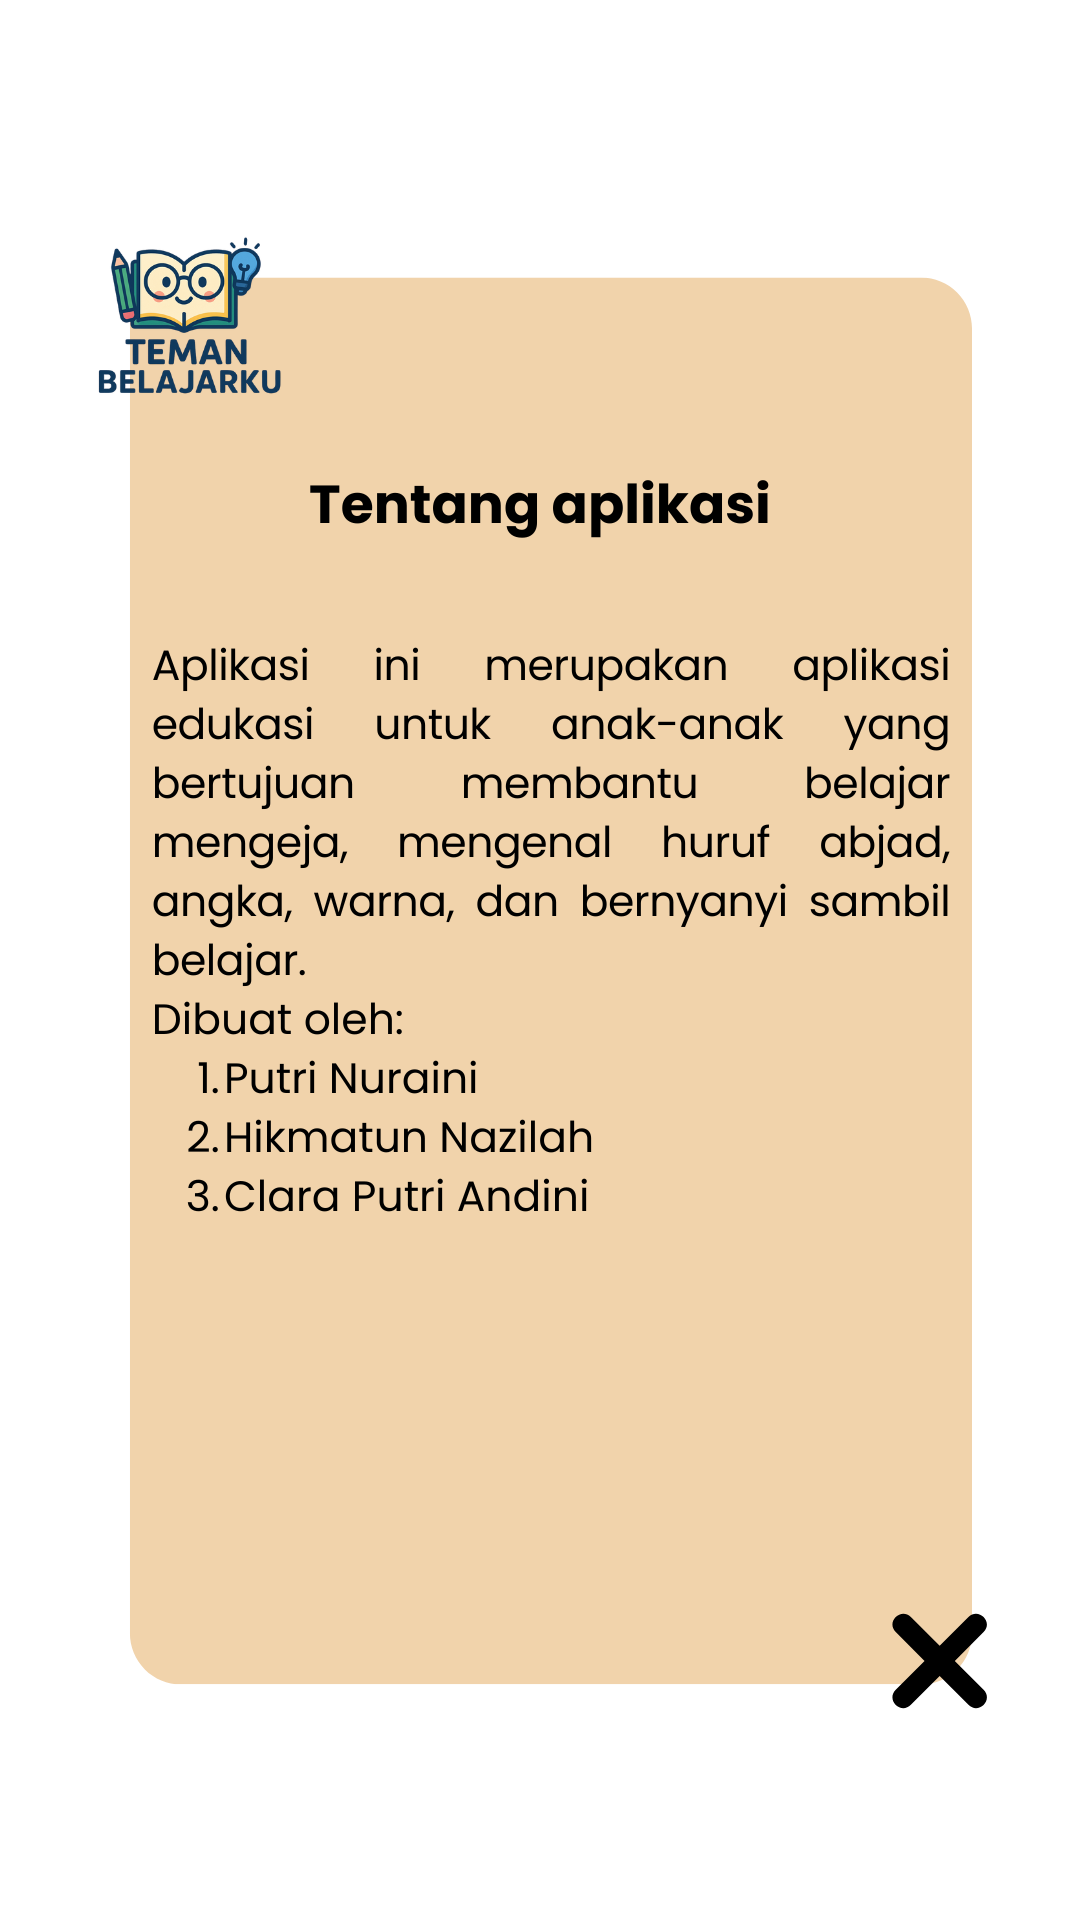 TEMAN
BELAJARKU
Tentang aplikasi
Aplikasi ini merupakan aplikasi
edukasi untuk anak-anak yang
bertujuan membantu belajar
mengeja, mengenal huruf abjad,
angka, warna, dan bernyanyi sambil
belajar.
Dibuat oleh:
1. Putri Nuraini
2. Hikmatun Nazilah
3. Clara Putri Andini